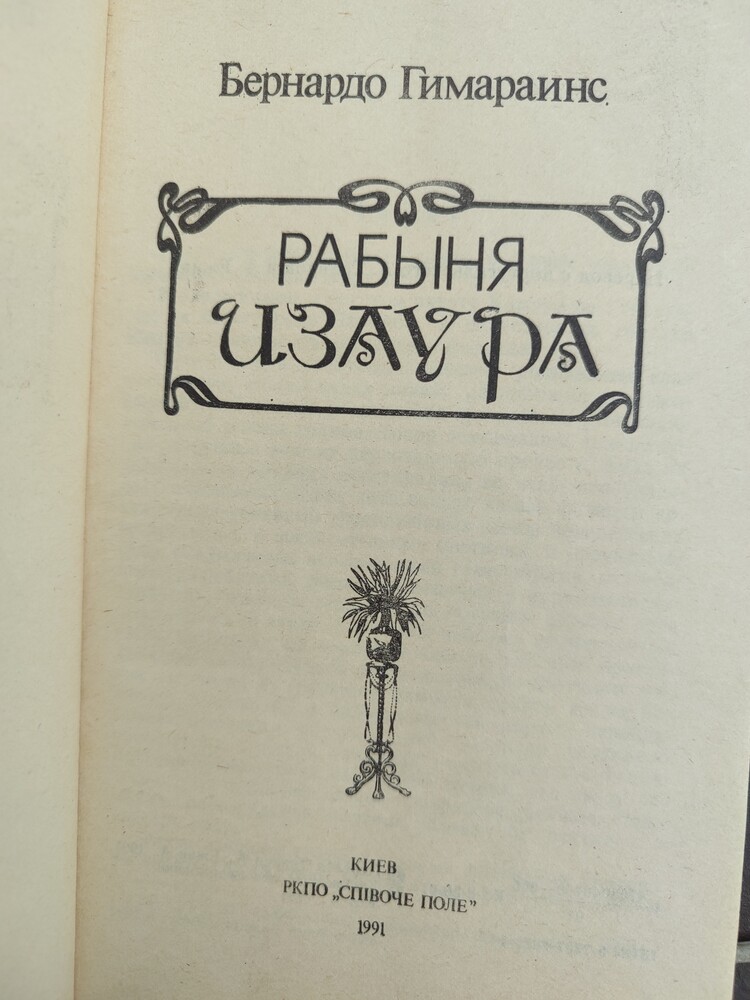 Бернардо Гимараинс
РАБЫНЯ
ИЗАУРА
КИЕВ
РКПО „СПІВОЧЕ ПОЛЕ”
1991